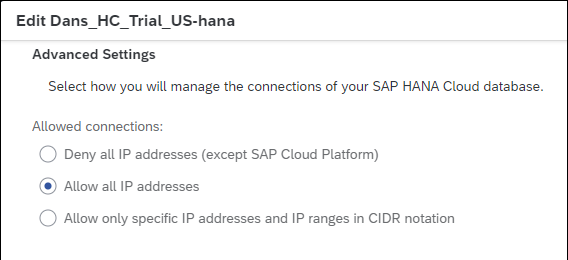 Edit Dans_HC_Trial_US-hana
Advanced Settings
Select how you will manage the connections of your SAP HANA Cloud database.
Allowed connections:
Deny all IP addresses (except SAP Cloud Platform)
Allow all IP addresses
Allow only specific IP addresses and IP ranges in CIDR notation